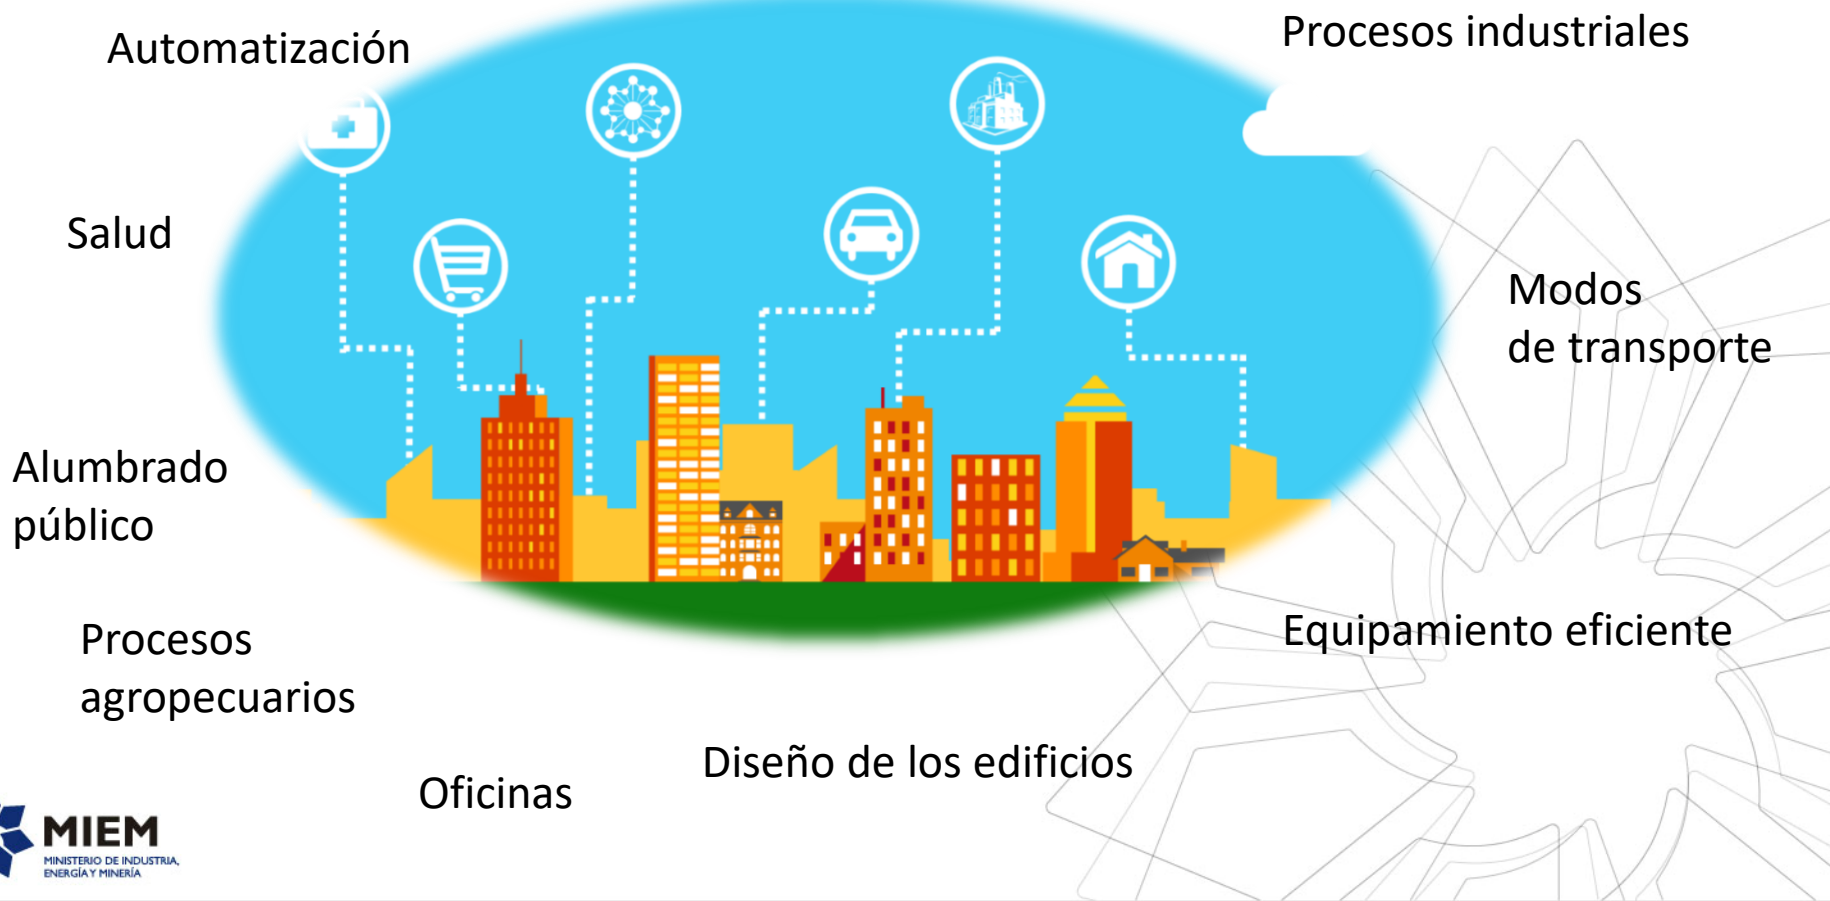 Automatización
Procesos industriales
Salud
Modos
de transporte
Alumbrado
público
Equipamiento eficiente
Procesos
agropecuarios
Diseño de los edificios
Oficinas
MIEM
MINISTERIO DE INDUSTRIA,
ENERGÍA Y MINERÍA